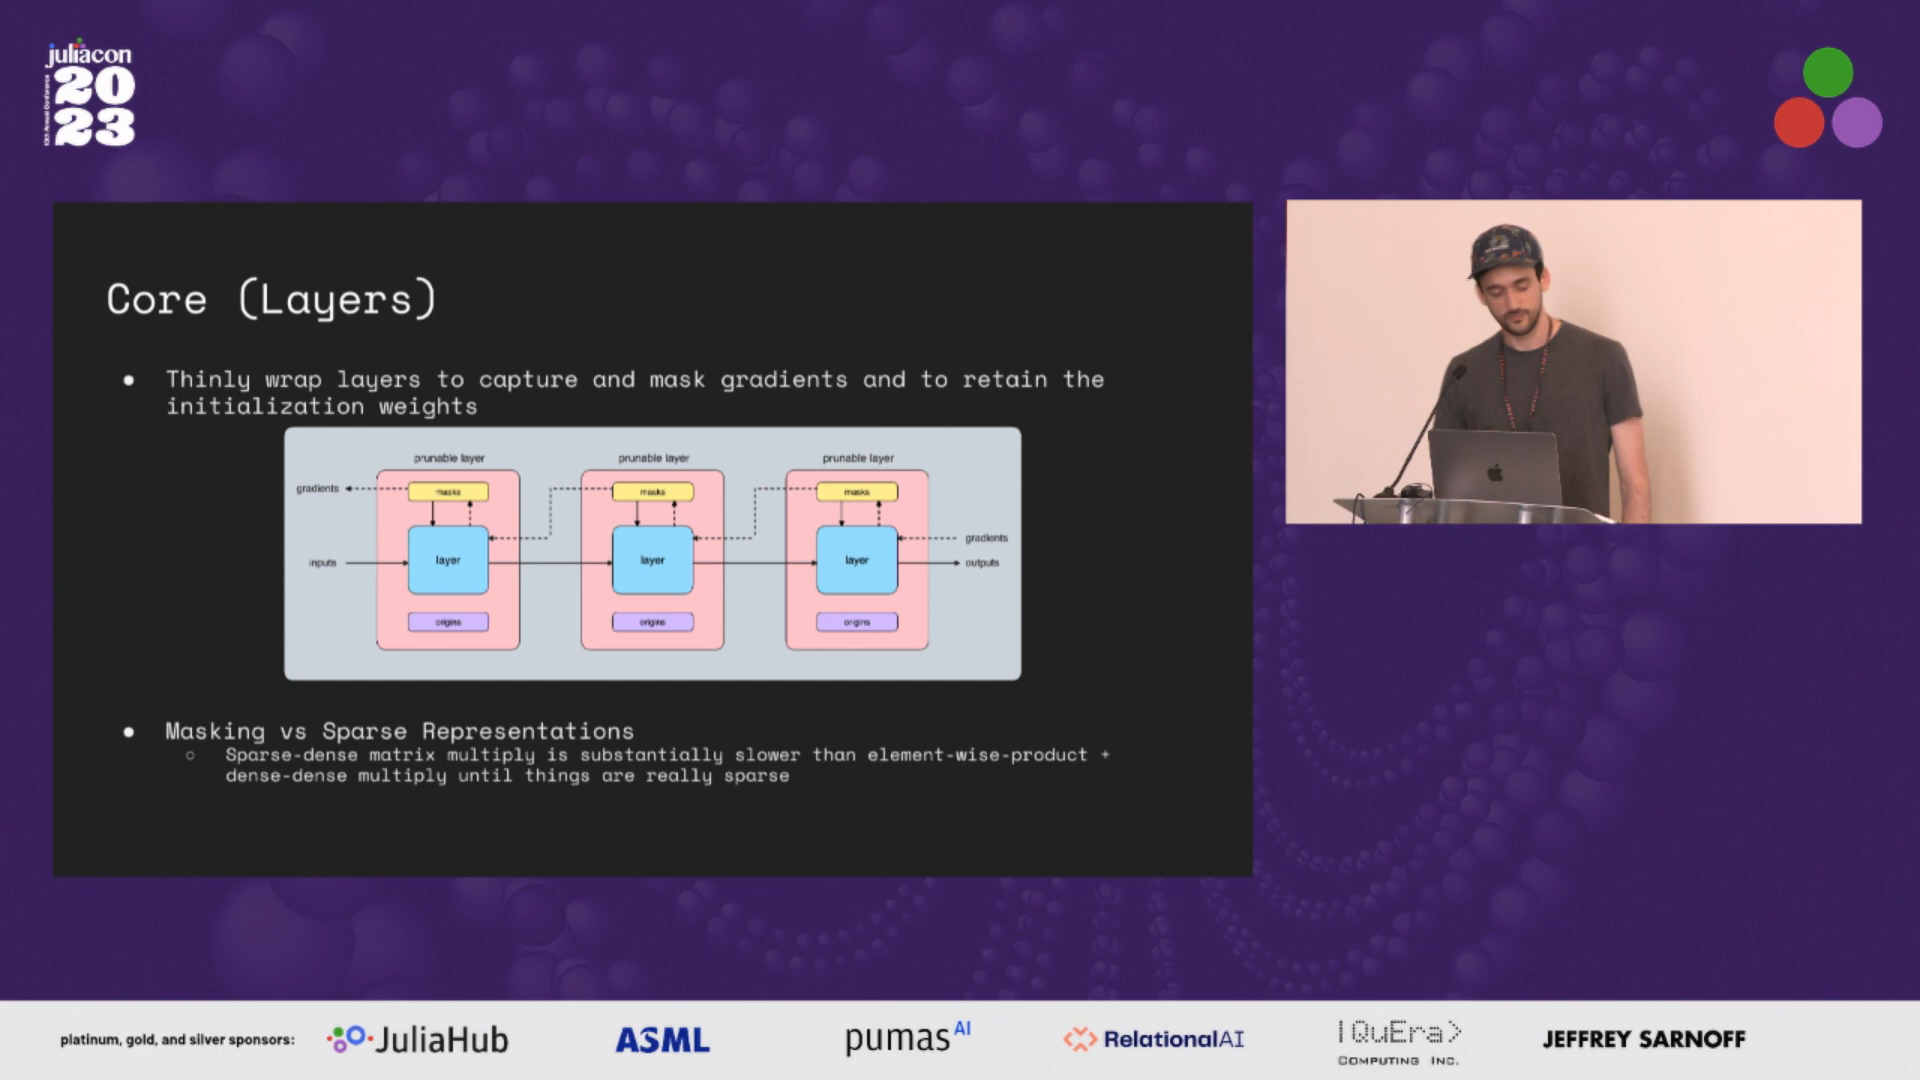 juliacon
20
23
Core (Layers)
● Thinly wrap layers to capture and mask gradients and to retain the
initialization weights
prunable layer prunable layer prunable layer
gradients masks masks masks
gradients
inputs layer layer layer outputs
origins origins origins
● Masking vs Sparse Representations
○ Sparse-dense matrix multiply is substantially slower than element-wise-product +
dense-dense multiply until things are really sparse
platinum, gold, and silver sponsors: JuliaHub ASML pumasAI RelationalAI |QuEra> JEFFREY SARNOFF
COMPUTING INC.